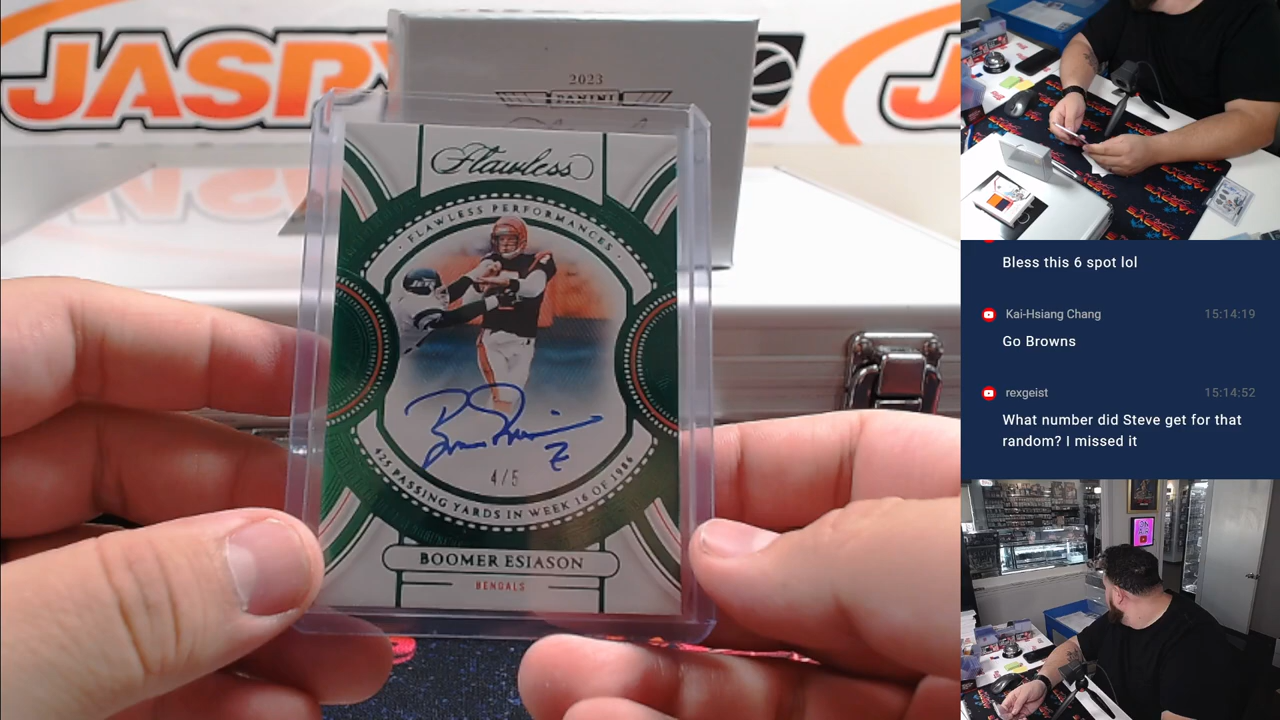 JASPY
J
2023
PANINI
Flawless
FLAWLESS PERFORMANCES
4/5
425 PASSING YARDS IN WEEK 16 OF 1986
BOOMER ESIASON
BENGALS
Bless this 6 spot lol
Kai-Hsiang Chang 15:14:19
Go Browns
rexgeist 15:14:52
What number did Steve get for that
random? I missed it